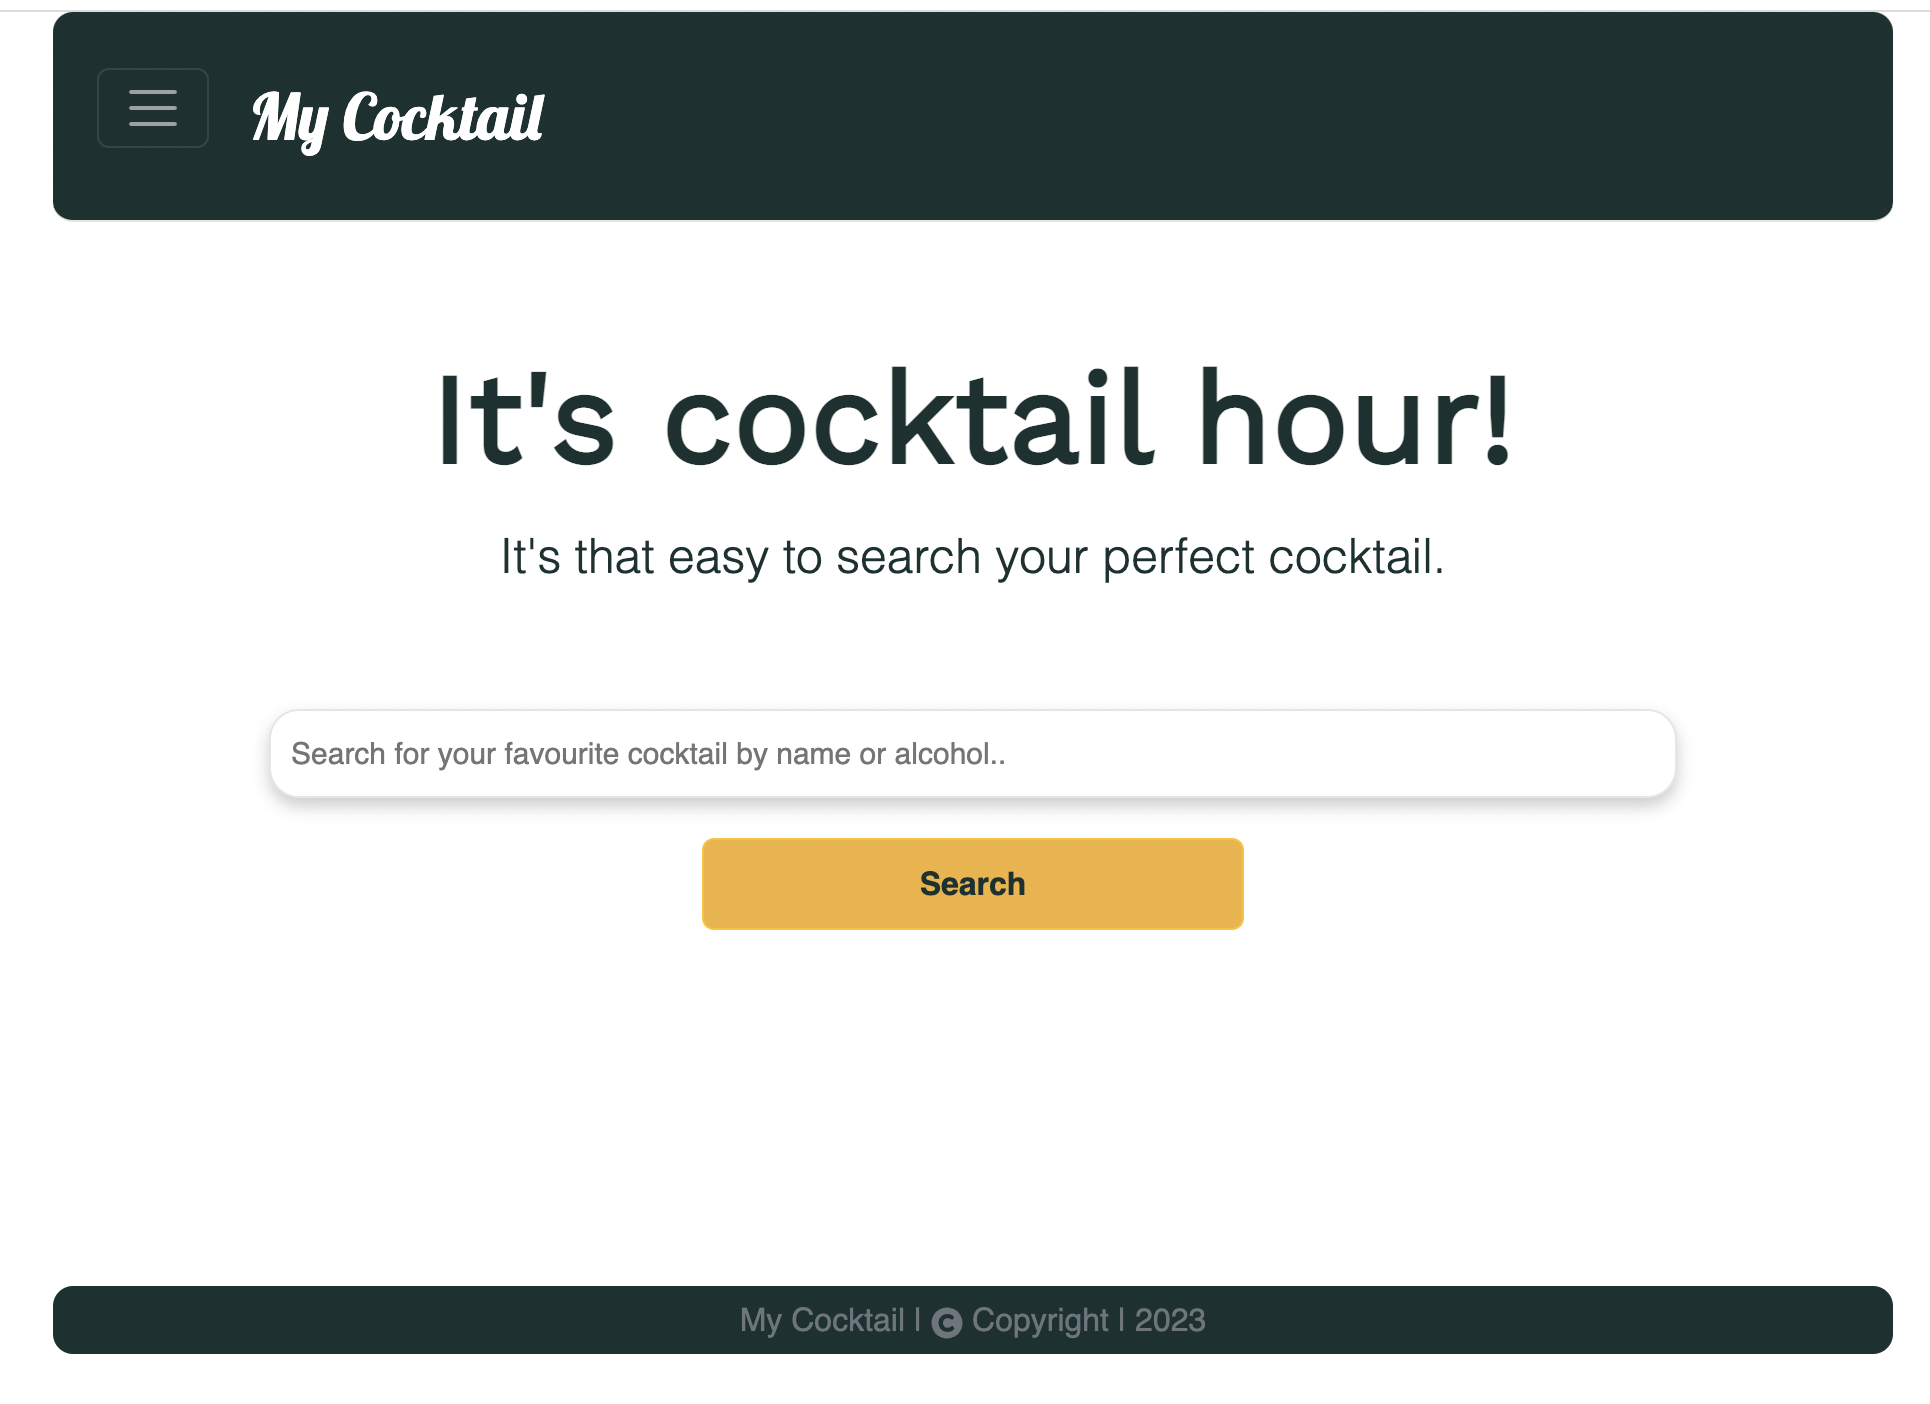 My Cocktail
It's cocktail hour!
It's that easy to search your perfect cocktail.
Search for your favourite cocktail by name or alcohol..
Search
My Cocktail | © Copyright | 2023